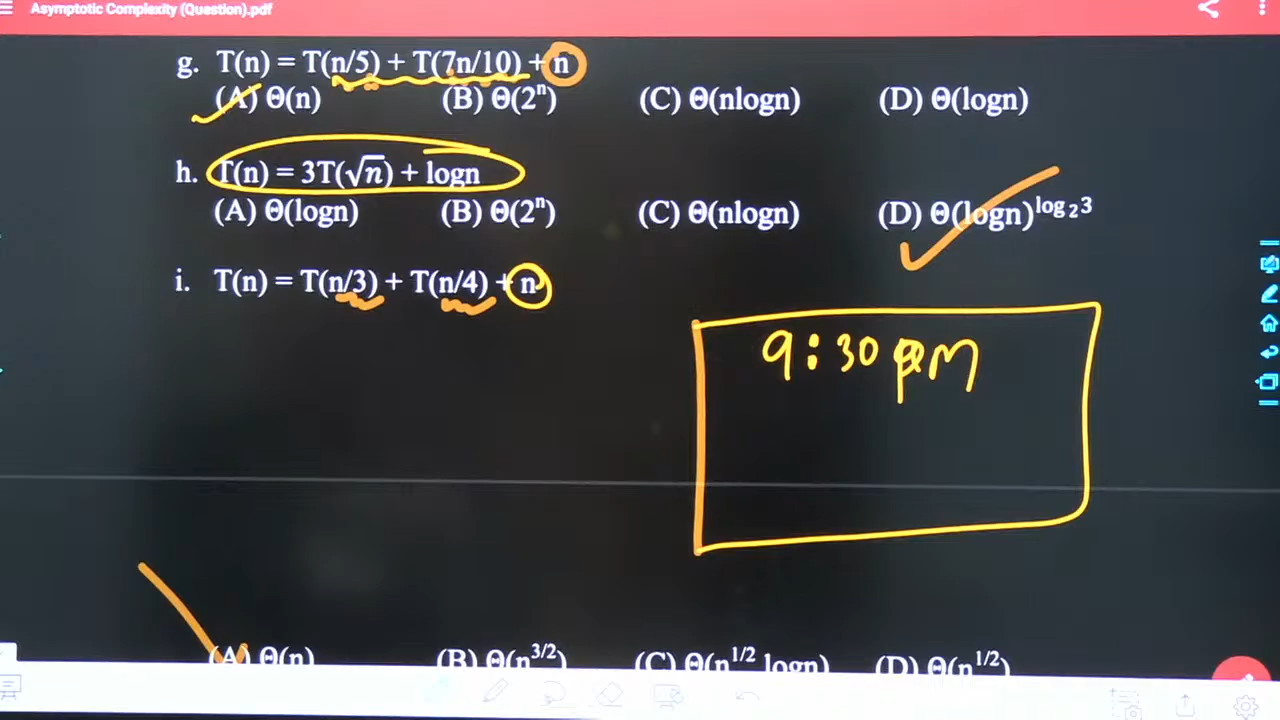 Asymptotic Complexity (Question).pdf
g. T(n) = T(n/5) + T(7n/10) + n
(A) Θ(n) (B) Θ(2ⁿ) (C) Θ(nlogn) (D) Θ(logn)
h. T(n) = 3T(√n) + logn
(A) Θ(logn) (B) Θ(2ⁿ) (C) Θ(nlogn) (D) Θ(logn)^log₂3
i. T(n) = T(n/3) + T(n/4) + n
9:30 pm
(A) Θ(n) (B) Θ(n^3/2) (C) Θ(n^1/2 logn) (D) Θ(n^1/2)